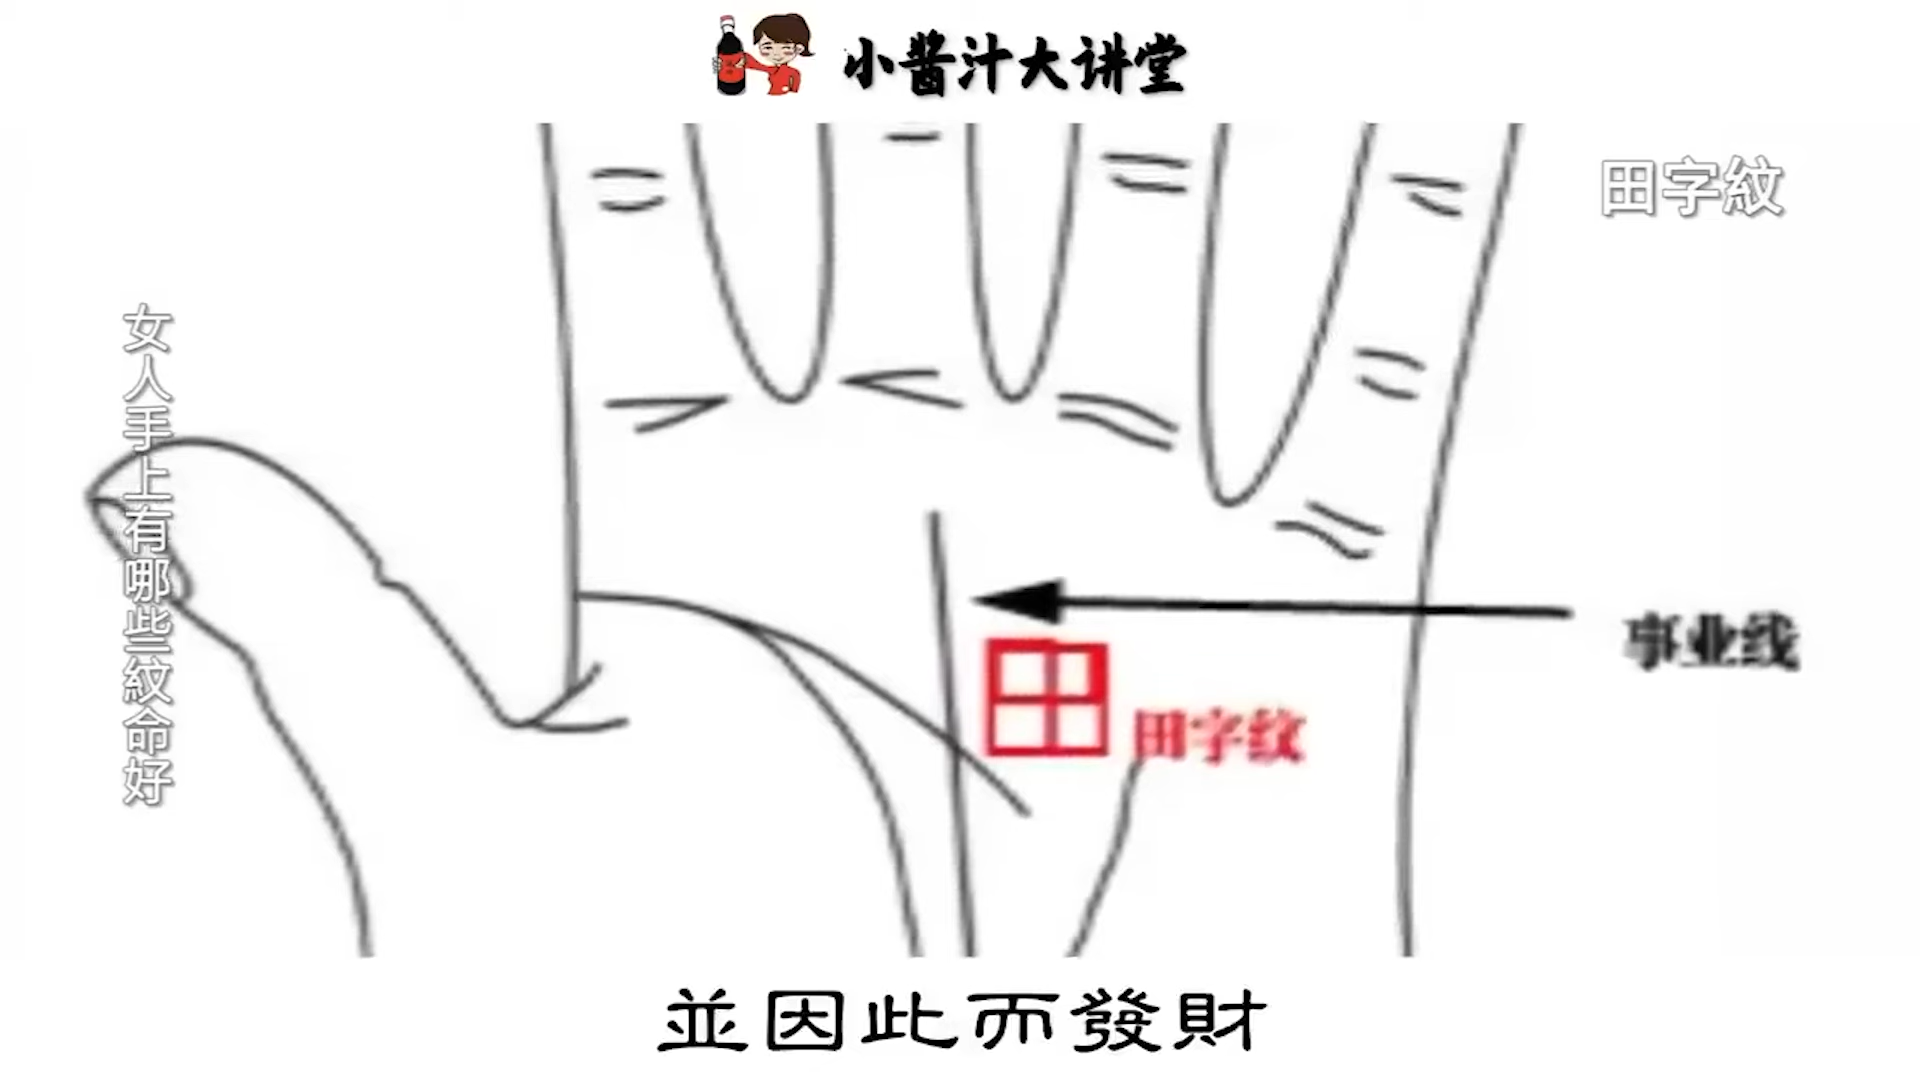 小酱汁大讲堂
田字紋
女人手上有哪些紋命好
事业线
田
田字纹
並因此而發財